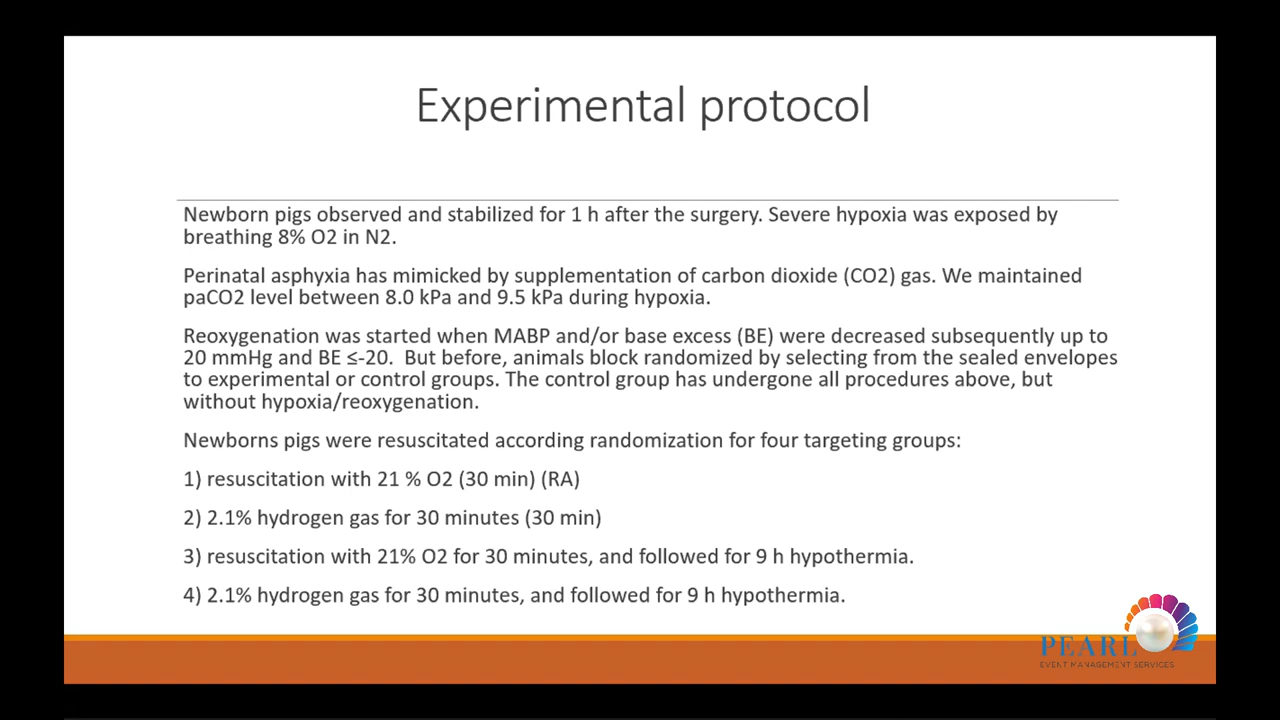 Experimental protocol
Newborn pigs observed and stabilized for 1 h after the surgery. Severe hypoxia was exposed by
breathing 8% O2 in N2.
Perinatal asphyxia has mimicked by supplementation of carbon dioxide (CO2) gas. We maintained
paCO2 level between 8.0 kPa and 9.5 kPa during hypoxia.
Reoxygenation was started when MABP and/or base excess (BE) were decreased subsequently up to
20 mmHg and BE ≤-20.  But before, animals block randomized by selecting from the sealed envelopes
to experimental or control groups. The control group has undergone all procedures above, but
without hypoxia/reoxygenation.
Newborns pigs were resuscitated according randomization for four targeting groups:
1) resuscitation with 21 % O2 (30 min) (RA)
2) 2.1% hydrogen gas for 30 minutes (30 min)
3) resuscitation with 21% O2 for 30 minutes, and followed for 9 h hypothermia.
4) 2.1% hydrogen gas for 30 minutes, and followed for 9 h hypothermia.
PEARL
EVENT MANAGEMENT SERVICES